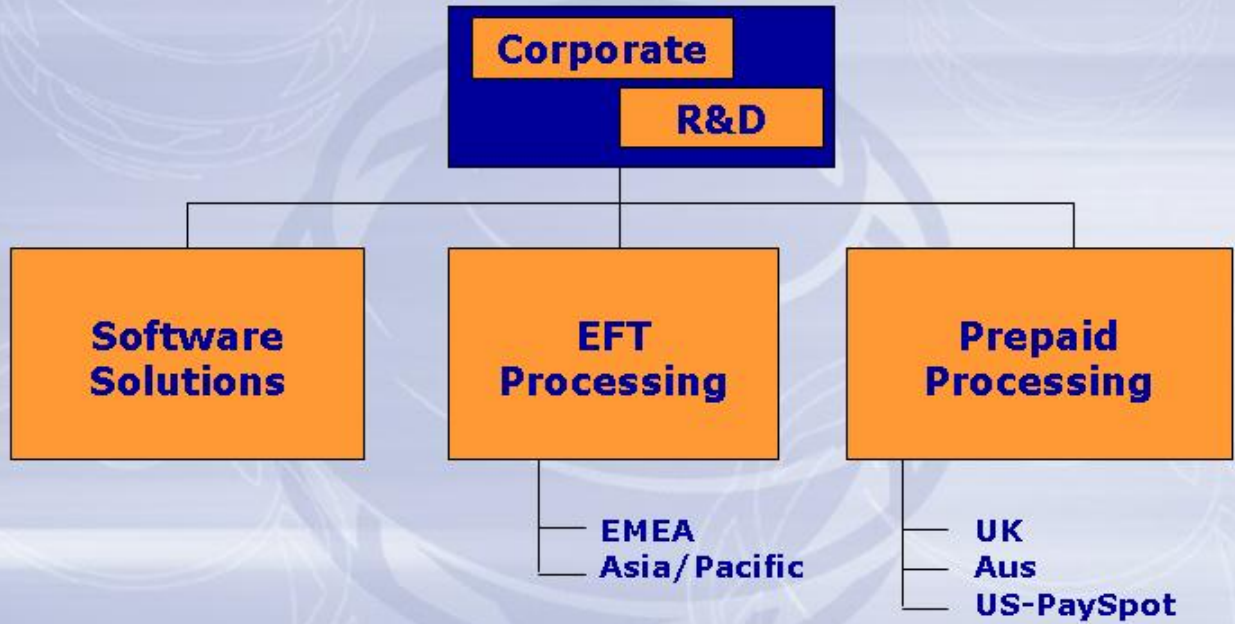 Corporate
R&D
Software
Solutions
EFT
Processing
Prepaid
Processing
EMEA
Asia/Pacific
UK
Aus
US-PaySpot